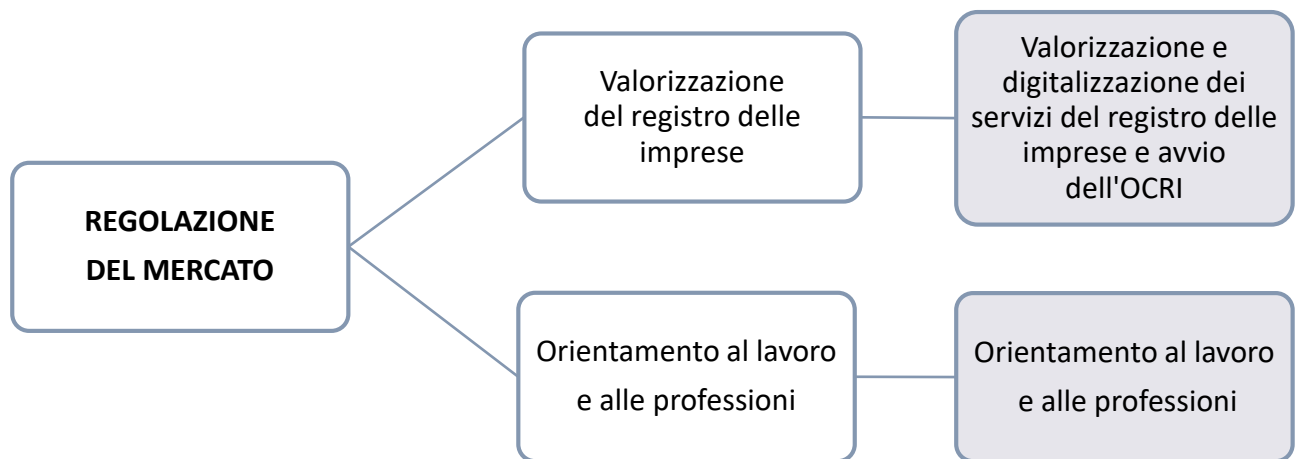 REGOLAZIONE
DEL MERCATO
Valorizzazione
del registro delle
imprese
Valorizzazione e
digitalizzazione dei
servizi del registro delle
imprese e avvio
dell'OCRI
Orientamento al lavoro
e alle professioni
Orientamento al lavoro
e alle professioni